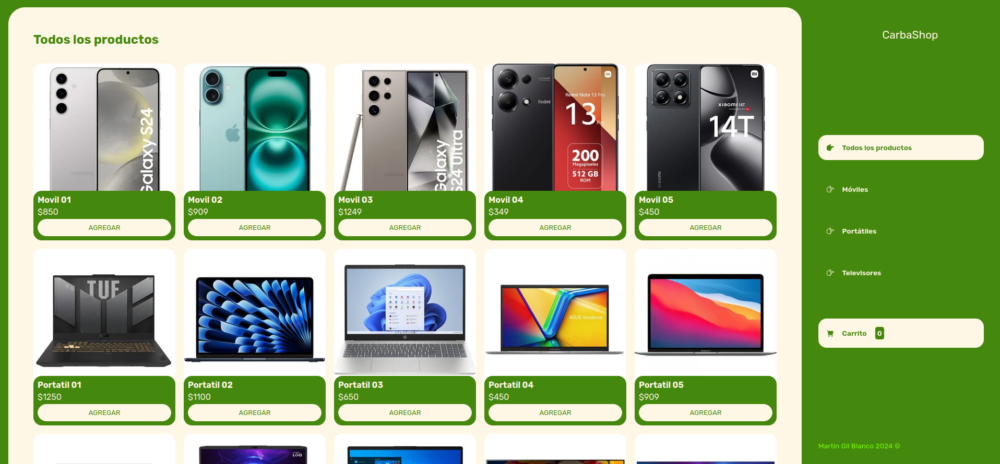 Todos los productos
CarbaShop
Galaxy S24
SAMSUNG
Galaxy
S24 Ultra
Redmi
Redmi Note 13 Pro
13
Pro
200
Megapíxeles
512 GB
ROM
xiaomi
xiaomi 14T
14T
Movil 01
$850
AGREGAR
Movil 02
$909
AGREGAR
Movil 03
$1249
AGREGAR
Movil 04
$349
AGREGAR
Movil 05
$450
AGREGAR
TUF
hp
ASUS Vivobook
Portatil 01
$1250
AGREGAR
Portatil 02
$1100
AGREGAR
Portatil 03
$650
AGREGAR
Portatil 04
$450
AGREGAR
Portatil 05
$909
AGREGAR
LOQ
Todos los productos
Móviles
Portátiles
Televisores
Carrito 0
Martín Gil Blanco 2024 ©